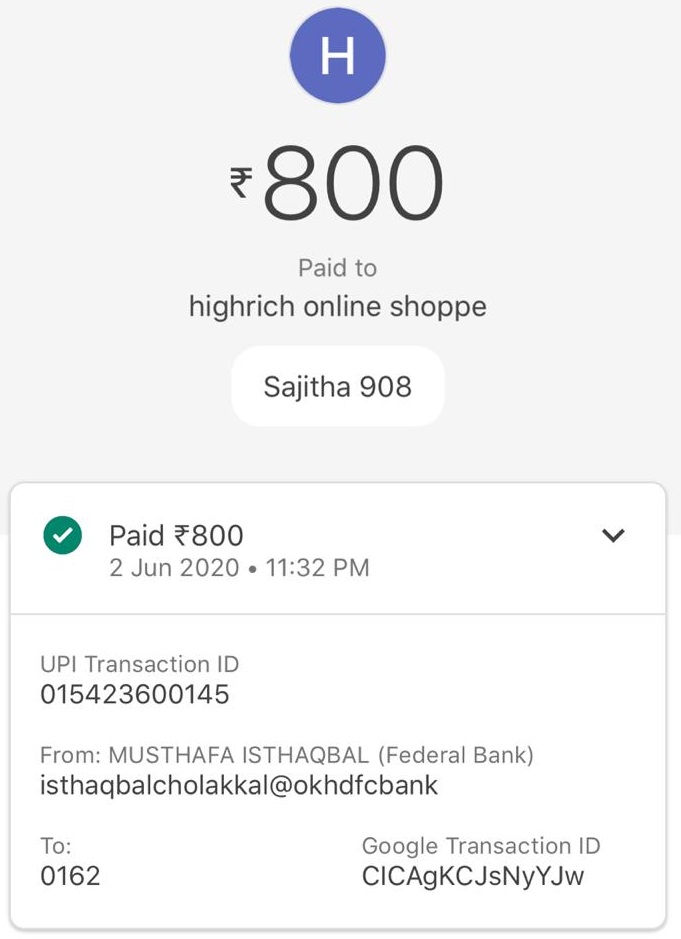 H
₹800
Paid to
highrich online shoppe
Sajitha 908
Paid ₹800
2 Jun 2020 • 11:32 PM
UPI Transaction ID
015423600145
From: MUSTHAFA ISTHAQBAL (Federal Bank)
isthaqbalcholakkal@okhdfcbank
To:
0162
Google Transaction ID
CICAgKCJsNyYJw